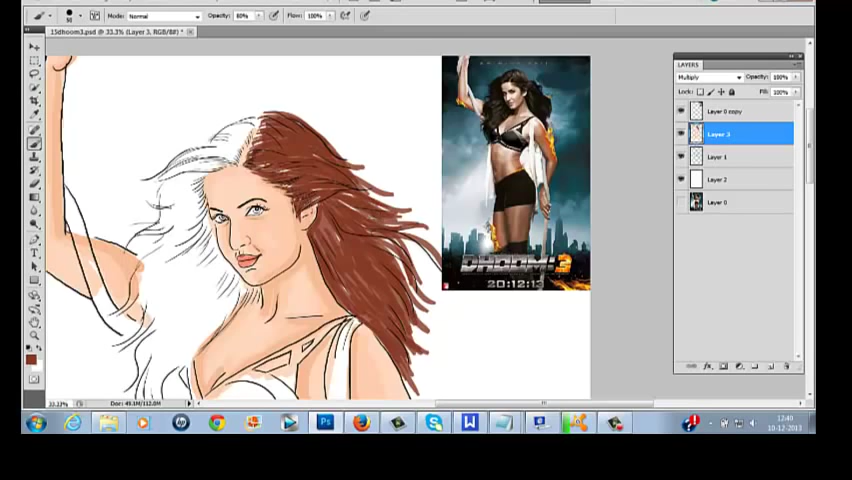 Mode: Normal Opacity: 80% Flow: 100%
15dhoom3.psd @ 33.3% (Layer 3, RGB/8#) *
LAYERS
Multiply Opacity: 100%
Lock: Fill: 100%
Layer 0 copy
Layer 3
Layer 1
Layer 2
Layer 0
DHOOM:3
20:12:13
33.33% Doc: 49.1M/112.0M
12:40
10-12-2013